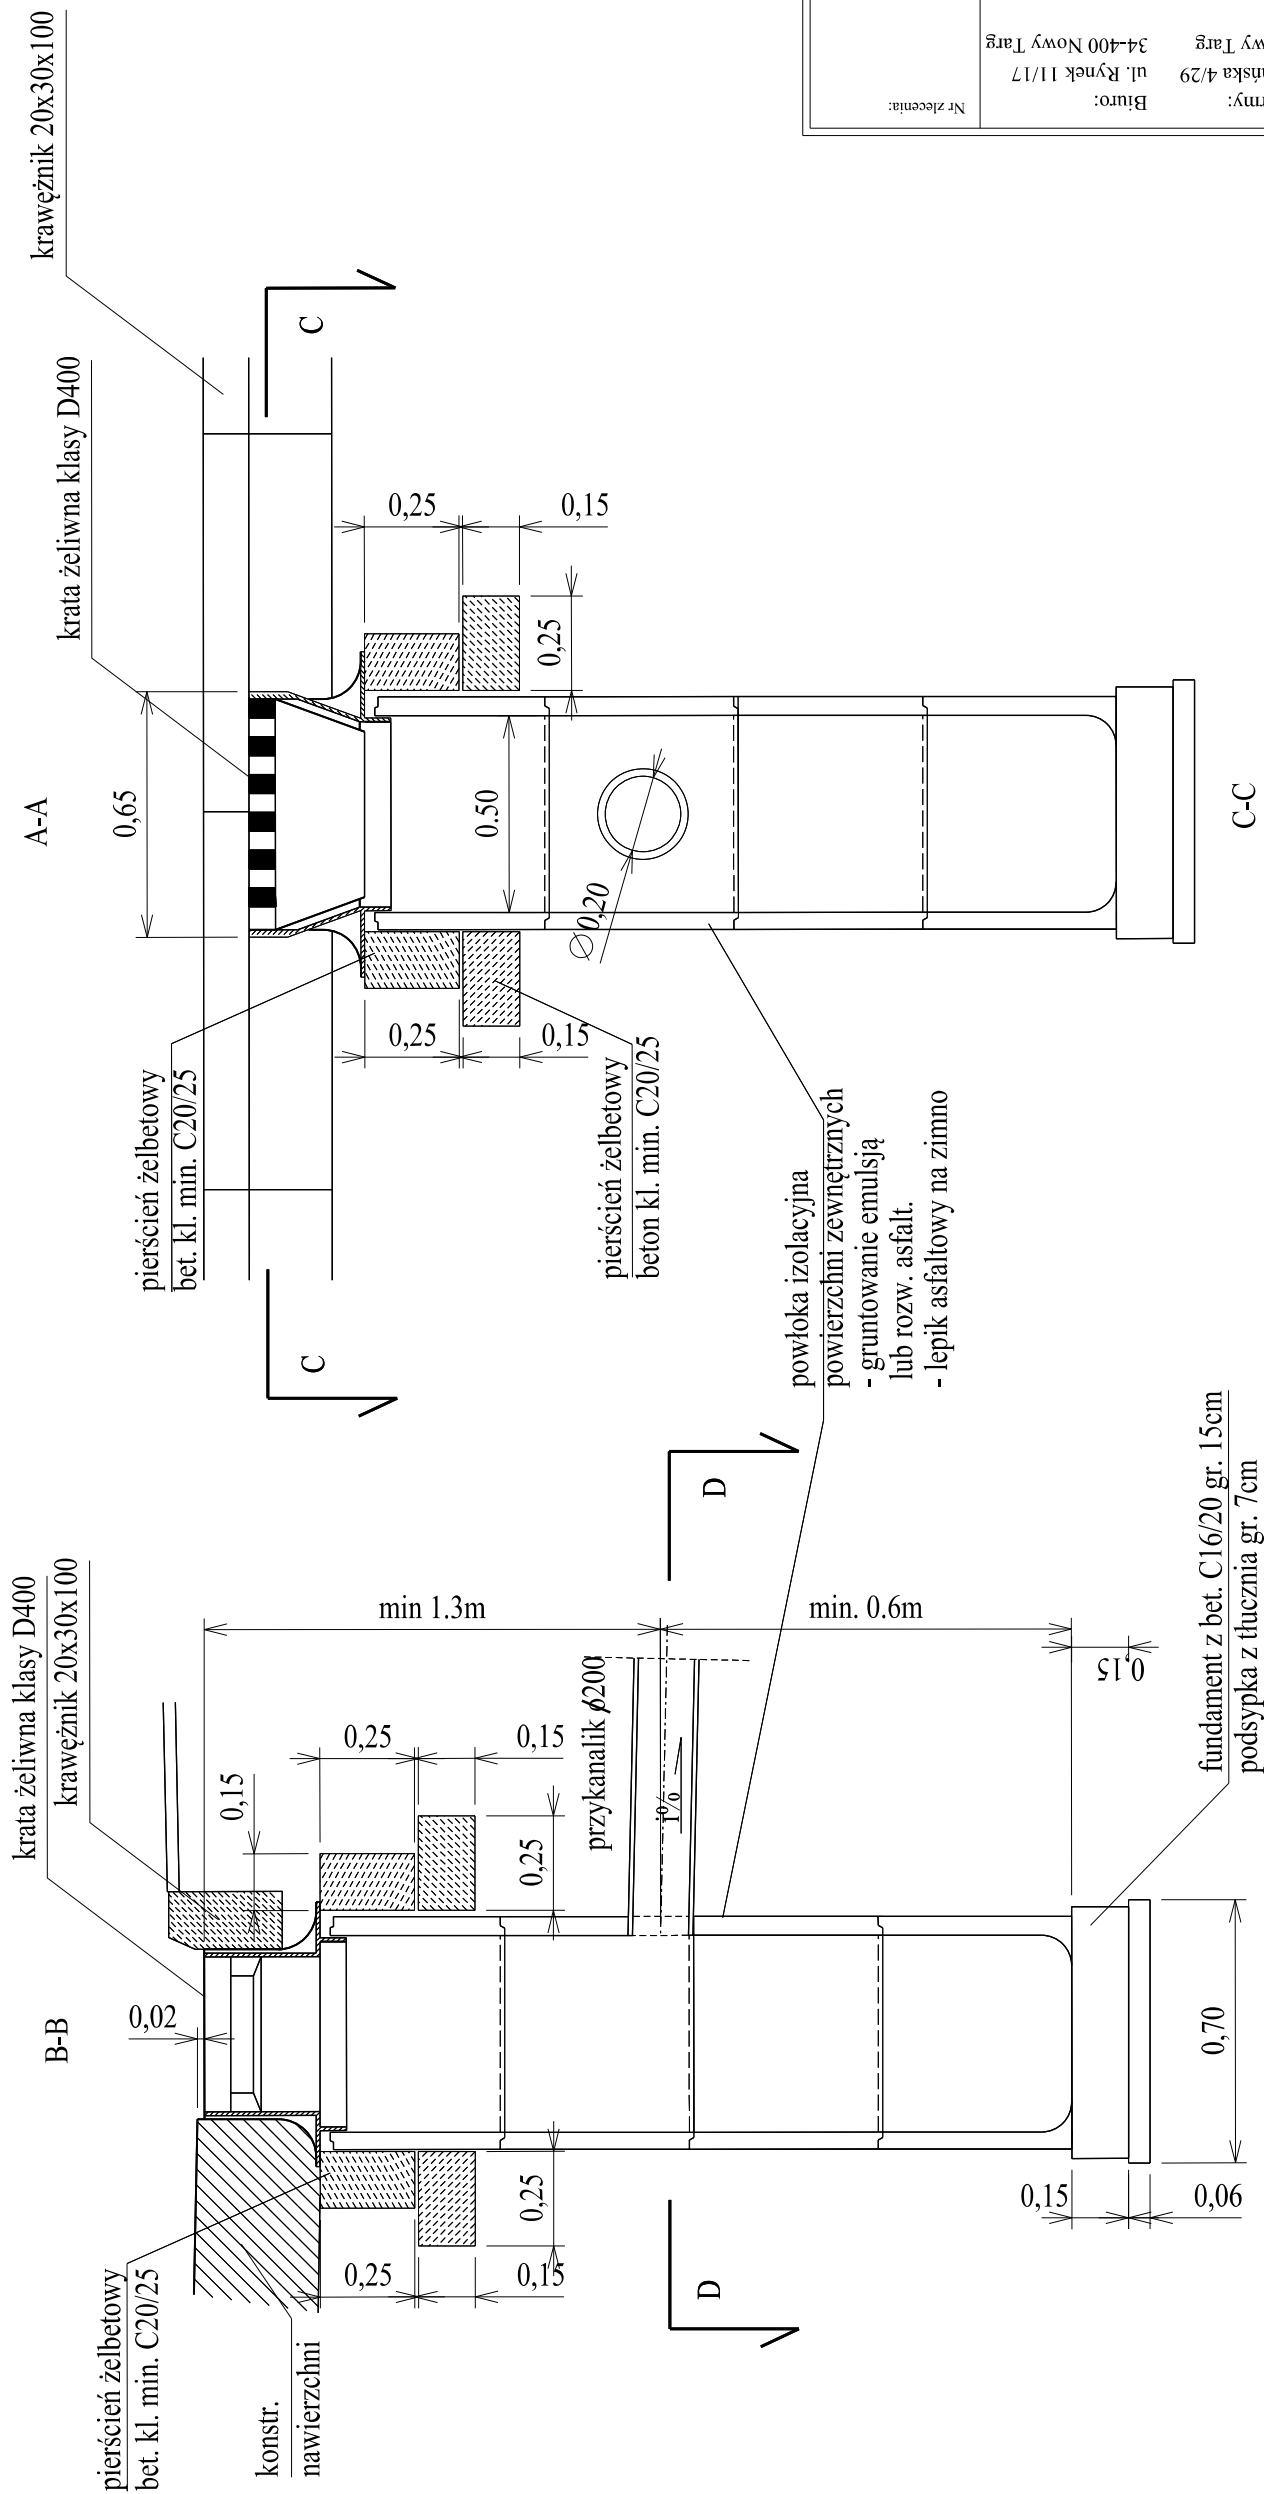 B-B
krata żeliwna klasy D400
krawężnik 20x30x100
0,02
0,15
pierścień żelbetowy
bet. kl. min. C20/25
konstr.
nawierzchni
0,25
0,15
0,25
0,25
0,15
0,25
przykanalik ø200
i%
min 1.3m
min. 0.6m
0,15
D
D
0,15
0,06
0,70
fundament z bet. C16/20 gr. 15cm
podsypka z tłucznia gr. 7cm
powłoka izolacyjna
powierzchni zewnętrznych
- gruntowanie emulsją
lub rozw. asfalt.
- lepik asfaltowy na zimno
A-A
krata żeliwna klasy D400
krawężnik 20x30x100
0,65
C
C
pierścień żelbetowy
bet. kl. min. C20/25
0,25
0,15
pierścień żelbetowy
beton kl. min. C20/25
0,25
0,15
0,25
0.50
∅ 0,20
C-C
Nr zlecenia:
Biuro:
ul. Rynek 11/17
34-400 Nowy Targ
rmy:
ańska 4/29
wy Targ